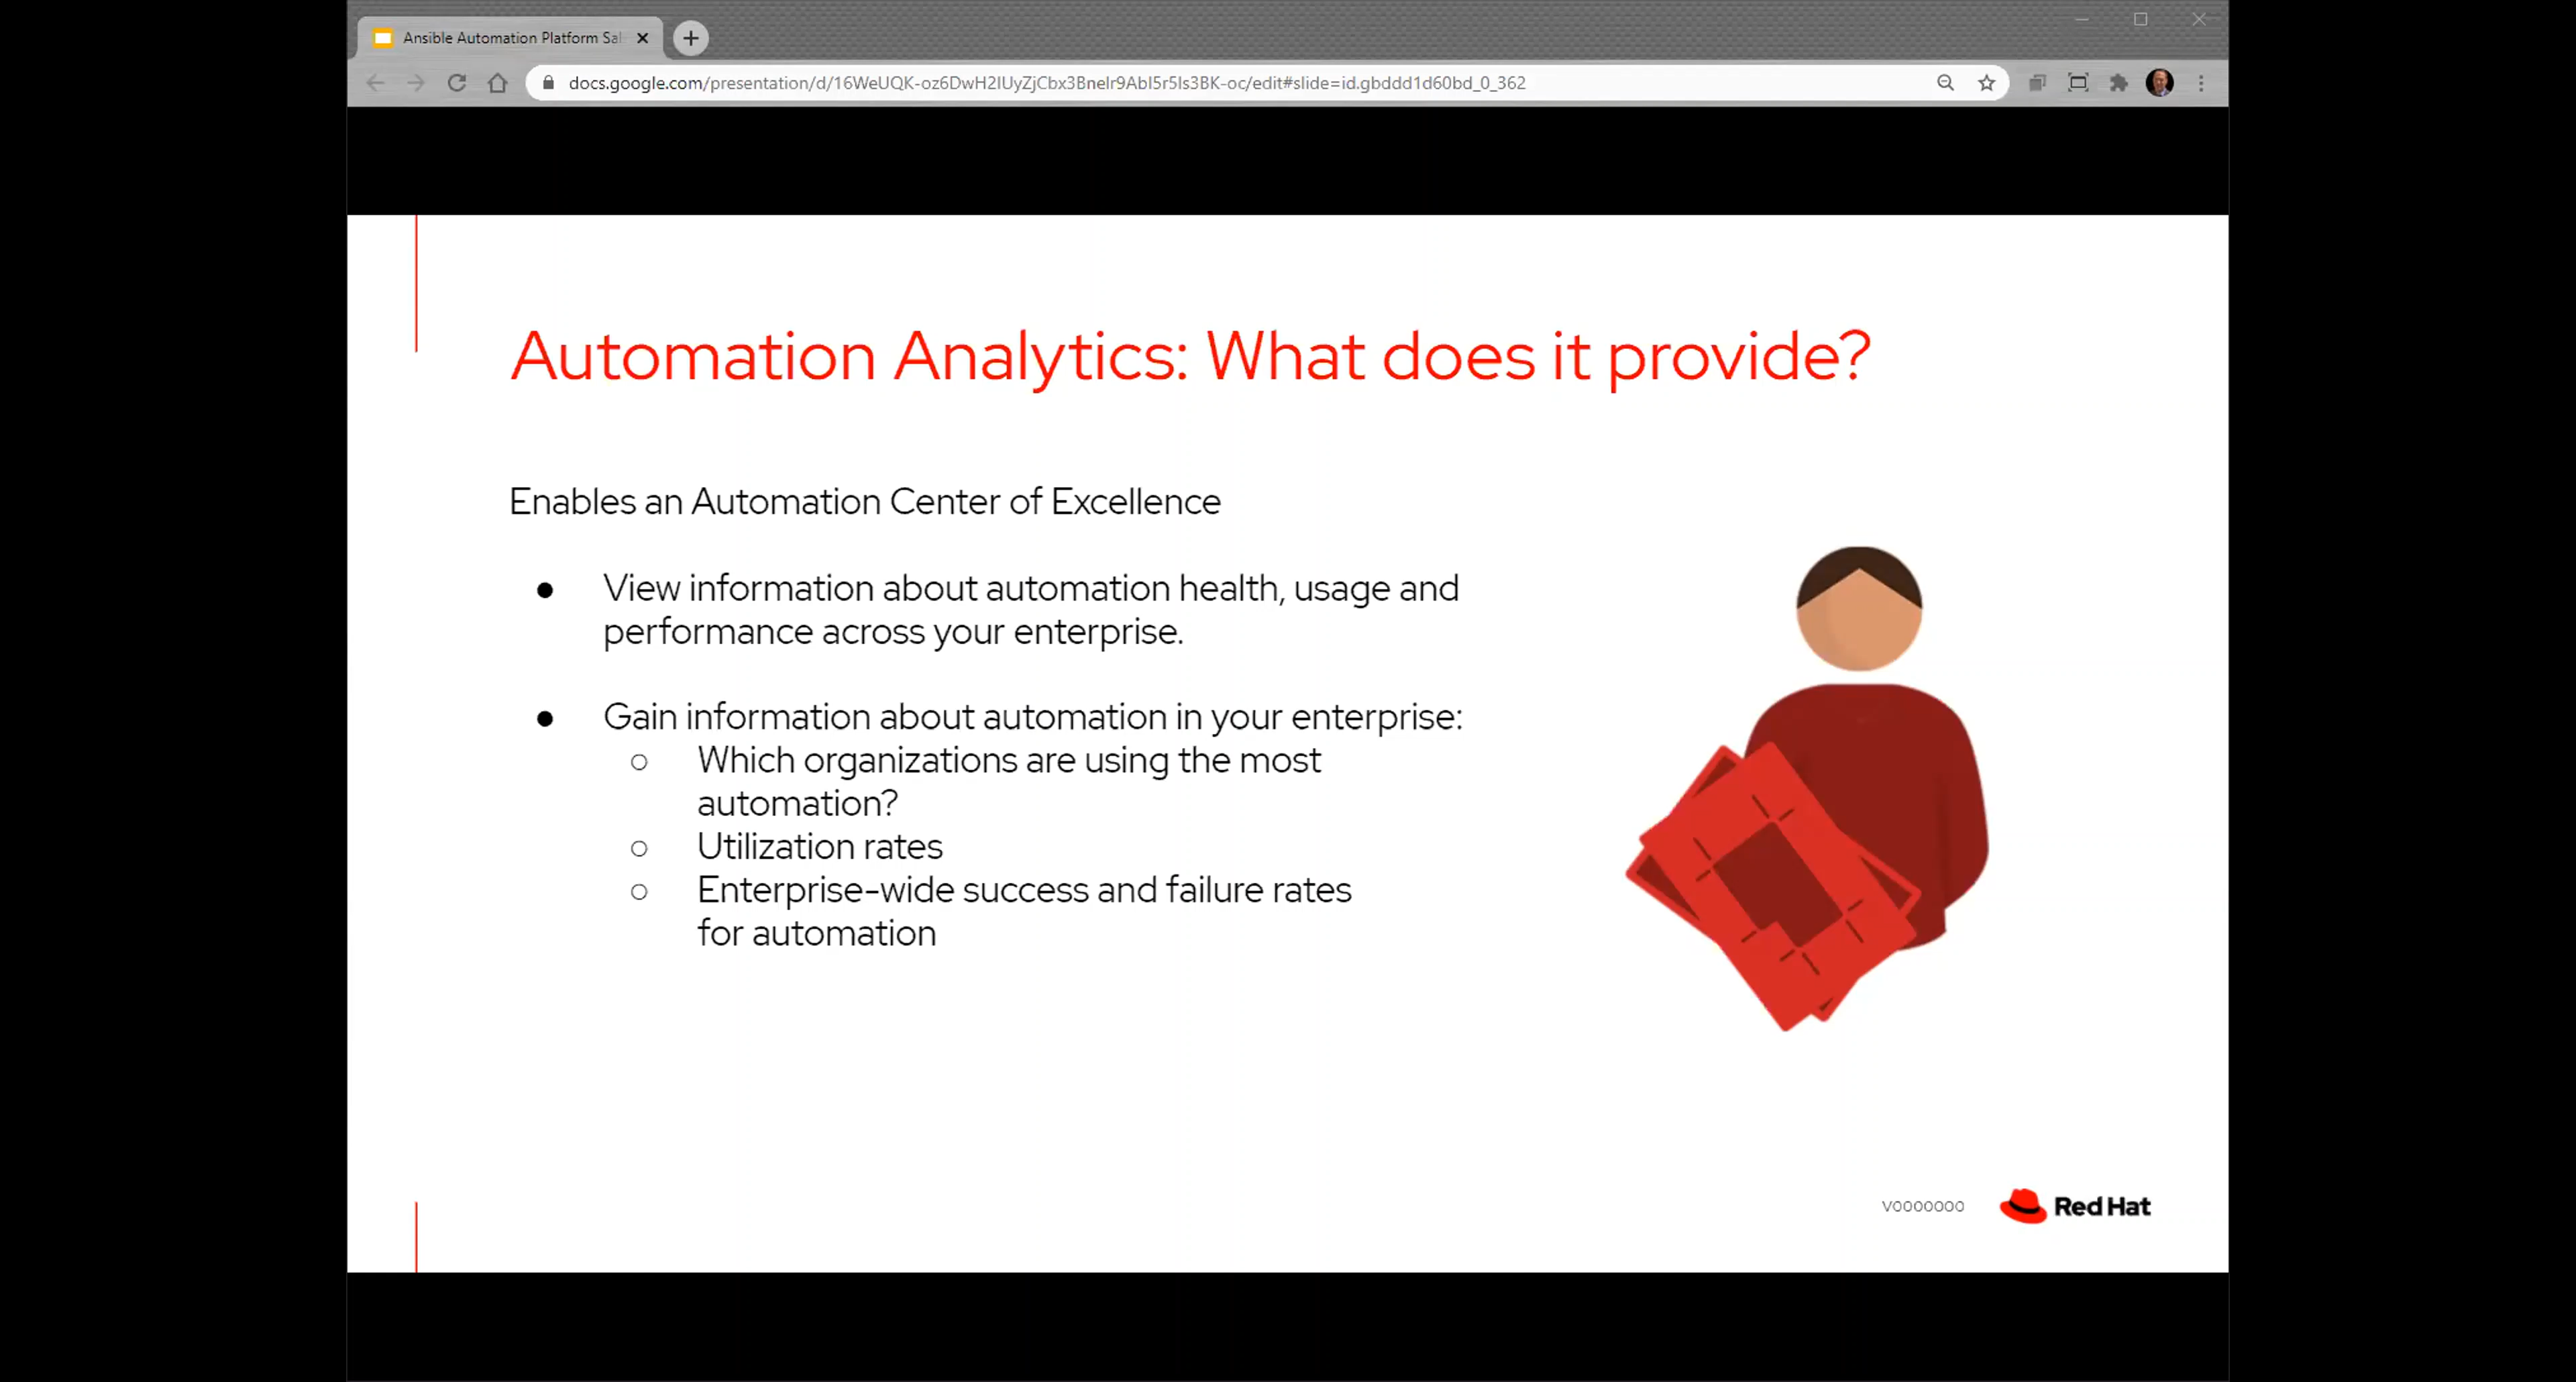 Ansible Automation Platform Sal
docs.google.com/presentation/d/16WeUQK-oz6DwH2IUyZjCbx3Bnelr9AbI5r5Is3BK-oc/edit#slide=id.gbddd1d60bd_0_362
Automation Analytics: What does it provide?
Enables an Automation Center of Excellence
● View information about automation health, usage and
performance across your enterprise.
● Gain information about automation in your enterprise:
○ Which organizations are using the most
automation?
○ Utilization rates
○ Enterprise-wide success and failure rates
for automation
V0000000
Red Hat